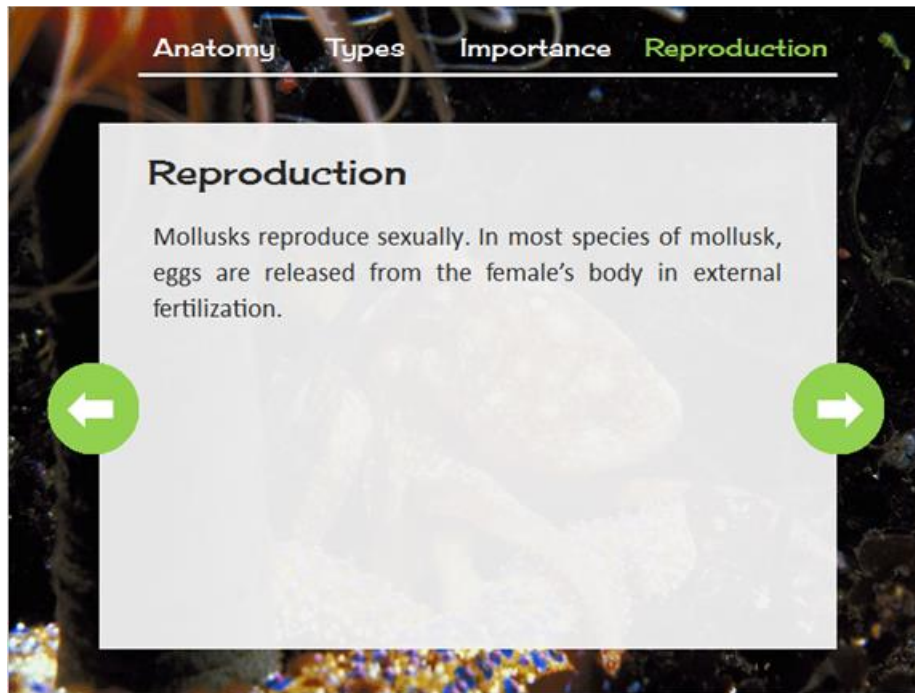 Anatomy Types Importance Reproduction
Reproduction
Mollusks reproduce sexually. In most species of mollusk,
eggs are released from the female's body in external
fertilization.